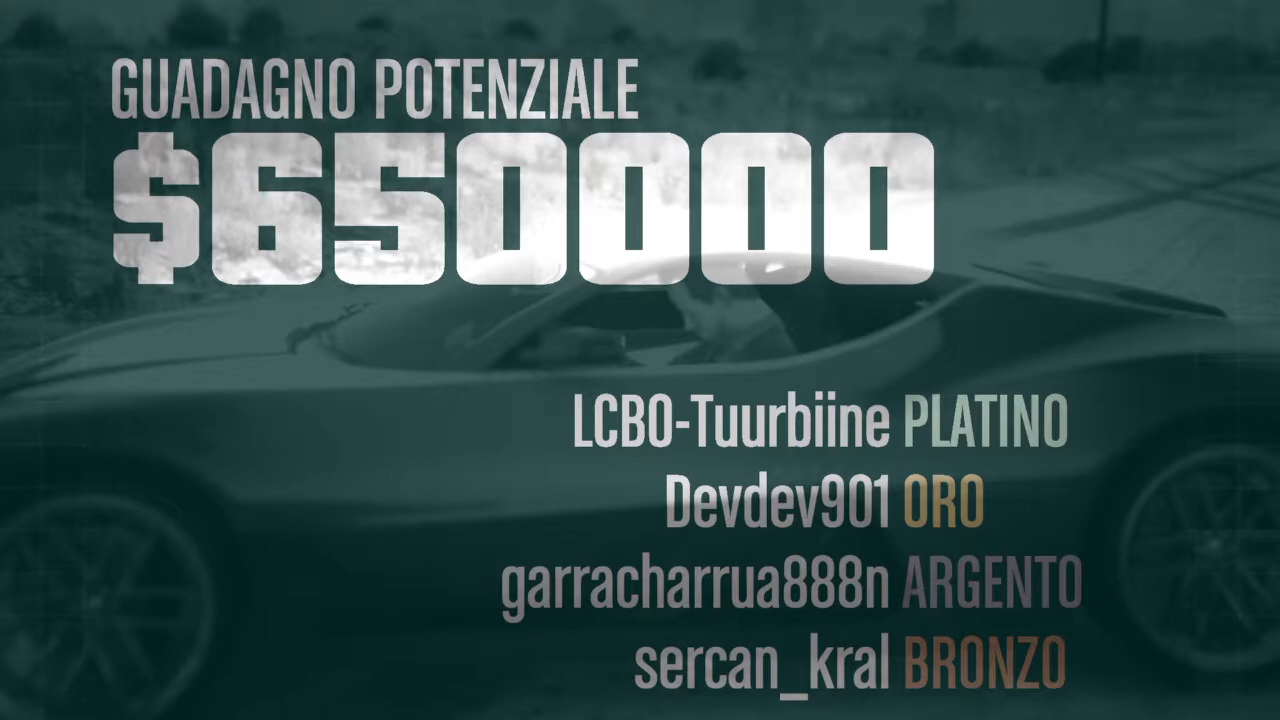 GUADAGNO POTENZIALE
$650000
LCBO-Tuurbiine PLATINO
Devdev901 ORO
garracharrua888n ARGENTO
sercan_kral BRONZO